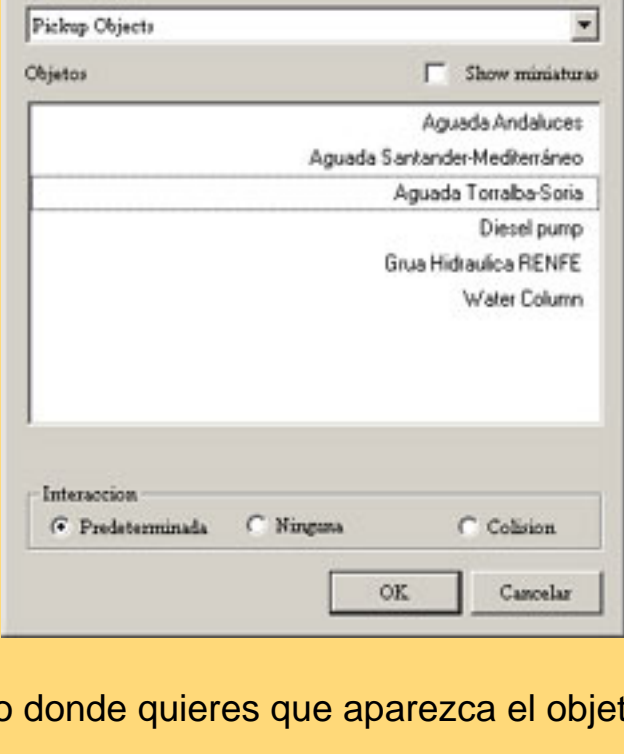 Pickup Objects
Objetos Show miniaturas
Aguada Andaluces
Aguada Santander-Mediterráneo
Aguada Torralba-Soria
Diesel pump
Grua Hidraulica RENFE
Water Column
Interaccion
Predeterminada Ninguna Colision
OK Cancelar
o donde quieres que aparezca el objet